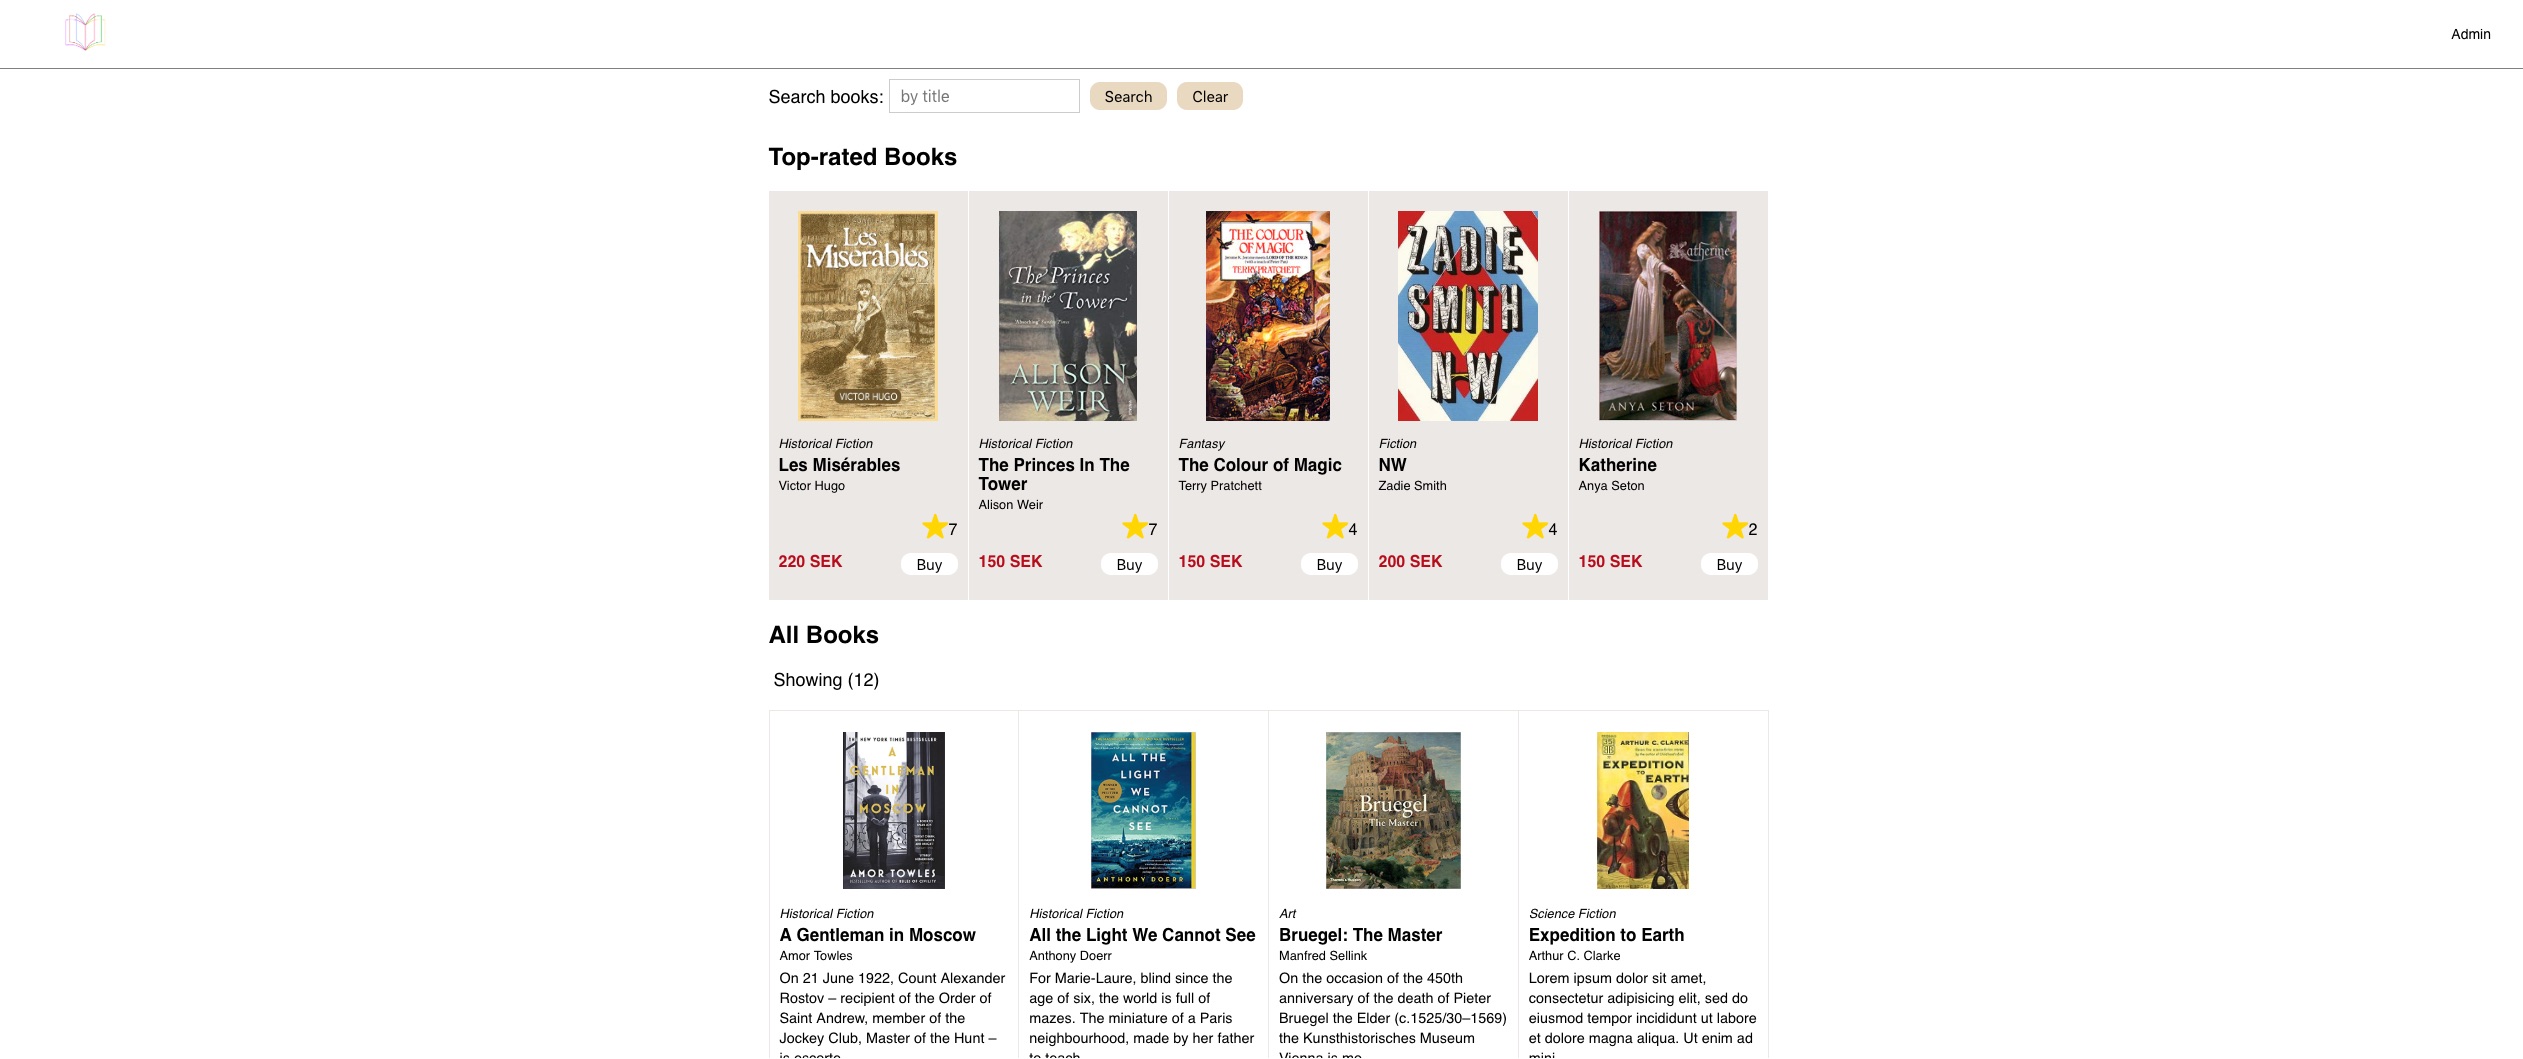 Admin
Search books: by title Search Clear
Top-rated Books
Les
Misérables
VICTOR HUGO
The Princes
in the Tower
ALISON
WEIR
THE COLOUR
OF MAGIC
TERRY PRATCHETT
ZADIE
SMITH
NW
Katherine
ANYA SETON
Historical Fiction
Les Misérables
Victor Hugo
7
220 SEK Buy
Historical Fiction
The Princes In The
Tower
Alison Weir
7
150 SEK Buy
Fantasy
The Colour of Magic
Terry Pratchett
4
150 SEK Buy
Fiction
NW
Zadie Smith
4
200 SEK Buy
Historical Fiction
Katherine
Anya Seton
2
150 SEK Buy
All Books
Showing (12)
NEW YORK TIMES BESTSELLER
A
GENTLEMAN
IN
MOSCOW
AMOR TOWLES
ALL THE
LIGHT
WE
CANNOT
SEE
ANTHONY DOERR
Bruegel
The Master
ARTHUR C. CLARKE
EXPEDITION
TO
EARTH
Historical Fiction
A Gentleman in Moscow
Amor Towles
On 21 June 1922, Count Alexander
Rostov – recipient of the Order of
Saint Andrew, member of the
Jockey Club, Master of the Hunt –
is escorte
Historical Fiction
All the Light We Cannot See
Anthony Doerr
For Marie-Laure, blind since the
age of six, the world is full of
mazes. The miniature of a Paris
neighbourhood, made by her father
to teach
Art
Bruegel: The Master
Manfred Sellink
On the occasion of the 450th
anniversary of the death of Pieter
Bruegel the Elder (c.1525/30–1569)
the Kunsthistorisches Museum
Vienna is mo
Science Fiction
Expedition to Earth
Arthur C. Clarke
Lorem ipsum dolor sit amet,
consectetur adipisicing elit, sed do
eiusmod tempor incididunt ut labore
et dolore magna aliqua. Ut enim ad
mini